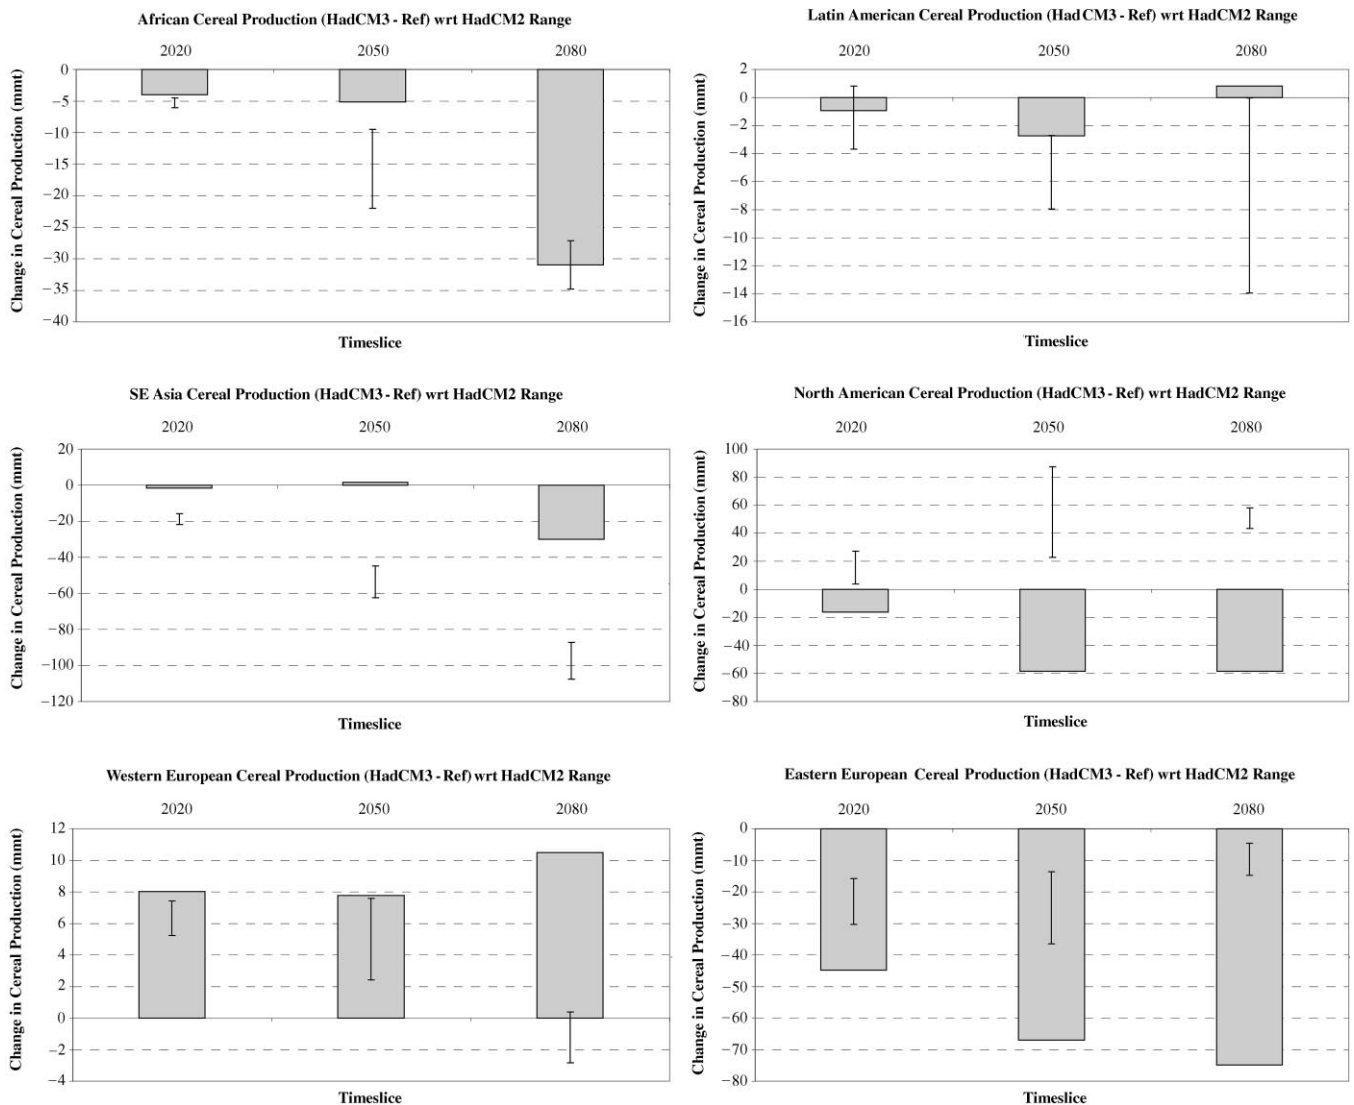 African Cereal Production (HadCM3 - Ref) wrt HadCM2 Range
2020 2050 2080
0
−5
−10
−15
−20
−25
−30
−35
−40
Change in Cereal Production (mmt)
Timeslice
Latin American Cereal Production (HadCM3 - Ref) wrt HadCM2 Range
2020 2050 2080
2
0
−2
−4
−6
−8
−10
−12
−14
−16
Change in Cereal Production (mmt)
Timeslice
SE Asia Cereal Production (HadCM3 - Ref) wrt HadCM2 Range
2020 2050 2080
20
0
−20
−40
−60
−80
−100
−120
Change in Cereal Production (mmt)
Timeslice
North American Cereal Production (HadCM3 - Ref) wrt HadCM2 Range
2020 2050 2080
100
80
60
40
20
0
−20
−40
−60
−80
Change in Cereal Production (mmt)
Timeslice
Western European Cereal Production (HadCM3 - Ref) wrt HadCM2 Range
2020 2050 2080
12
10
8
6
4
2
0
−2
−4
Change in Cereal Production (mmt)
Timeslice
Eastern European Cereal Production (HadCM3 - Ref) wrt HadCM2 Range
2020 2050 2080
0
−10
−20
−30
−40
−50
−60
−70
−80
Change in Cereal Production (mmt)
Timeslice